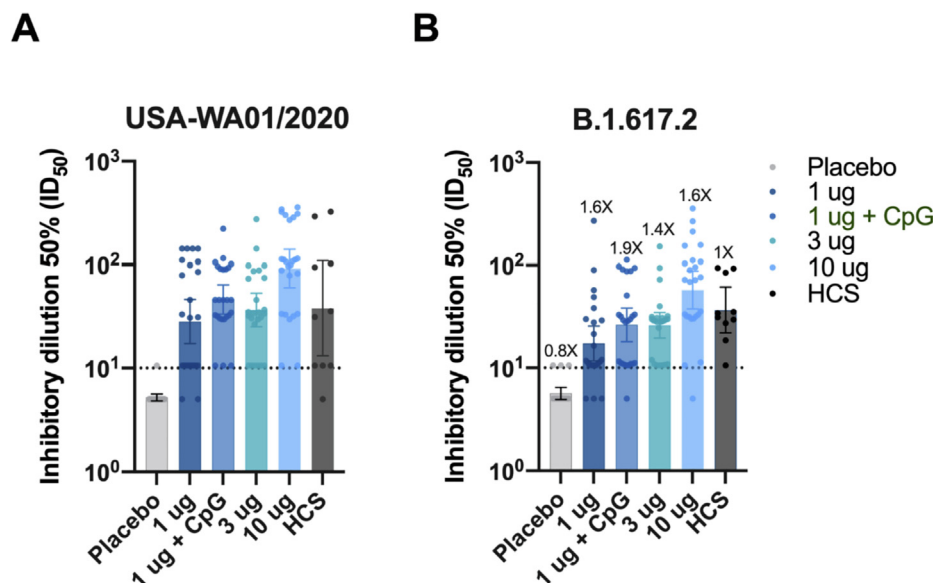 A
B
USA-WA01/2020
B.1.617.2
Inhibitory dilution 50% (ID50)
10³
10²
10¹
10⁰
Placebo
1 ug
1 ug + CpG
3 ug
10 ug
HCS
Inhibitory dilution 50% (ID50)
10³
10²
10¹
10⁰
0.8X
1.6X
1.9X
1.4X
1.6X
1X
Placebo
1 ug
1 ug + CpG
3 ug
10 ug
HCS
Placebo
1 ug
1 ug + CpG
3 ug
10 ug
HCS